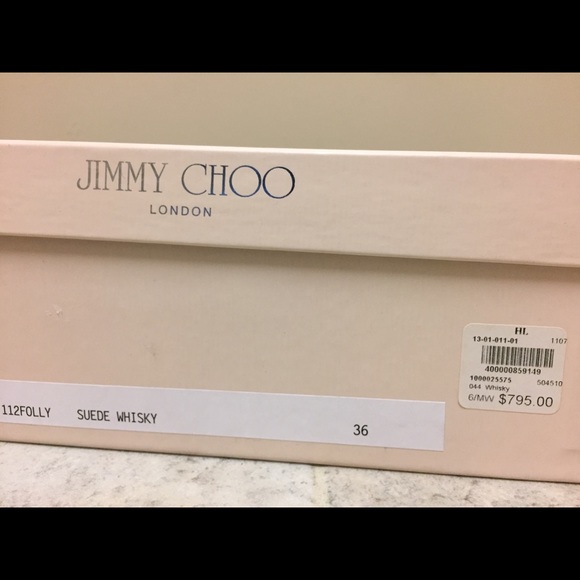 JIMMY CHOO
LONDON
HL
13-01-011-01 1107
400000859149
1000025575 504510
044 Whisky
6/MW $795.00
112FOLLY SUEDE WHISKY 36